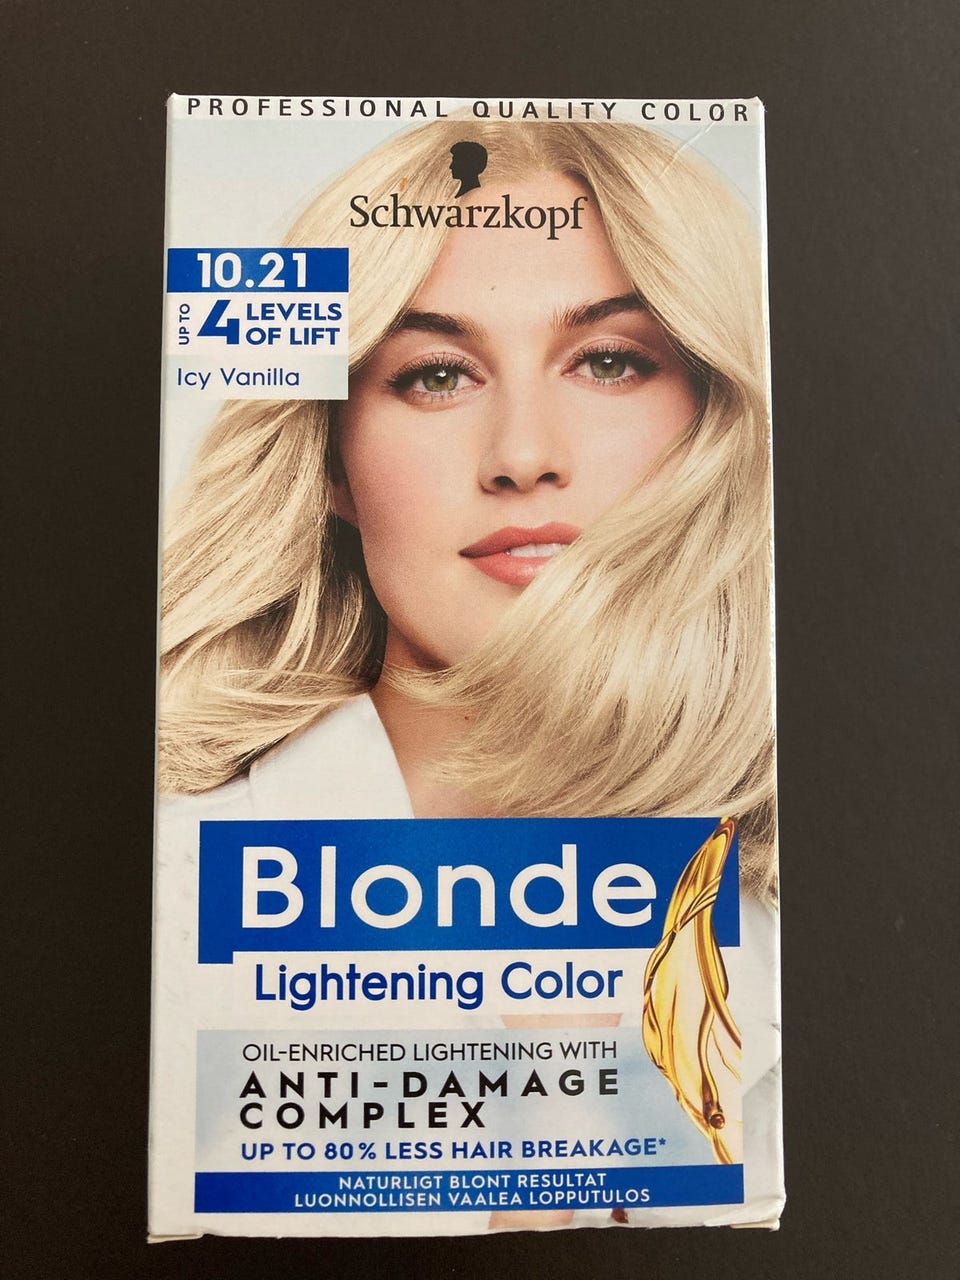 PROFESSIONAL QUALITY COLOR
Schwarzkopf
10.21
UP TO 4 LEVELS
OF LIFT
Icy Vanilla
Blonde
Lightening Color
OIL-ENRICHED LIGHTENING WITH
ANTI-DAMAGE
COMPLEX
UP TO 80% LESS HAIR BREAKAGE*
NATURLIGT BLONT RESULTAT
LUONNOLLISEN VAALEA LOPPUTULOS